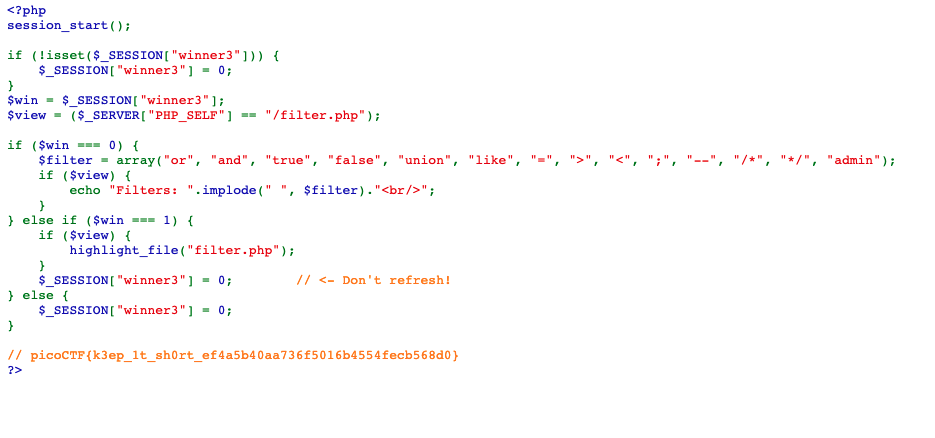 <?php
session_start();
if (!isset($_SESSION["winner3"])) {
    $_SESSION["winner3"] = 0;
}
$win = $_SESSION["winner3"];
$view = ($_SERVER["PHP_SELF"] == "/filter.php");
if ($win === 0) {
    $filter = array("or", "and", "true", "false", "union", "like", "=", ">", "<", ";", "--", "/*", "*/", "admin");
    if ($view) {
        echo "Filters: ".implode(" ", $filter)."<br/>";
    }
} else if ($win === 1) {
    if ($view) {
        highlight_file("filter.php");
    }
    $_SESSION["winner3"] = 0;        // <- Don't refresh!
} else {
    $_SESSION["winner3"] = 0;
}
// picoCTF{k3ep_1t_sh0rt_ef4a5b40aa736f5016b4554fecb568d0}
?>